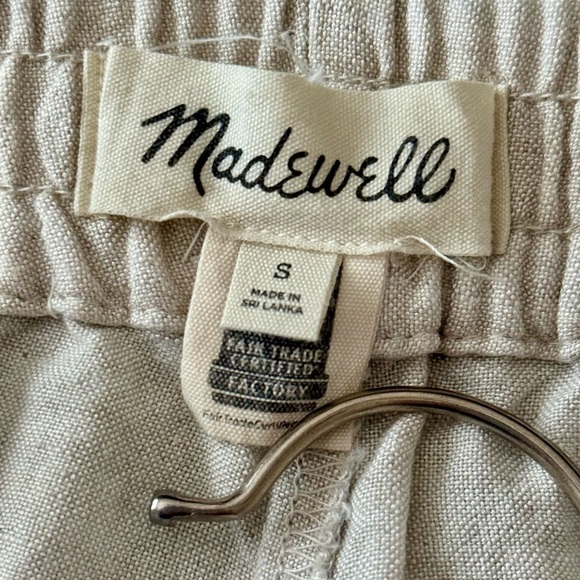 Madewell
S
MADE IN
SRI LANKA
FAIR TRADE
CERTIFIED
FACTORY